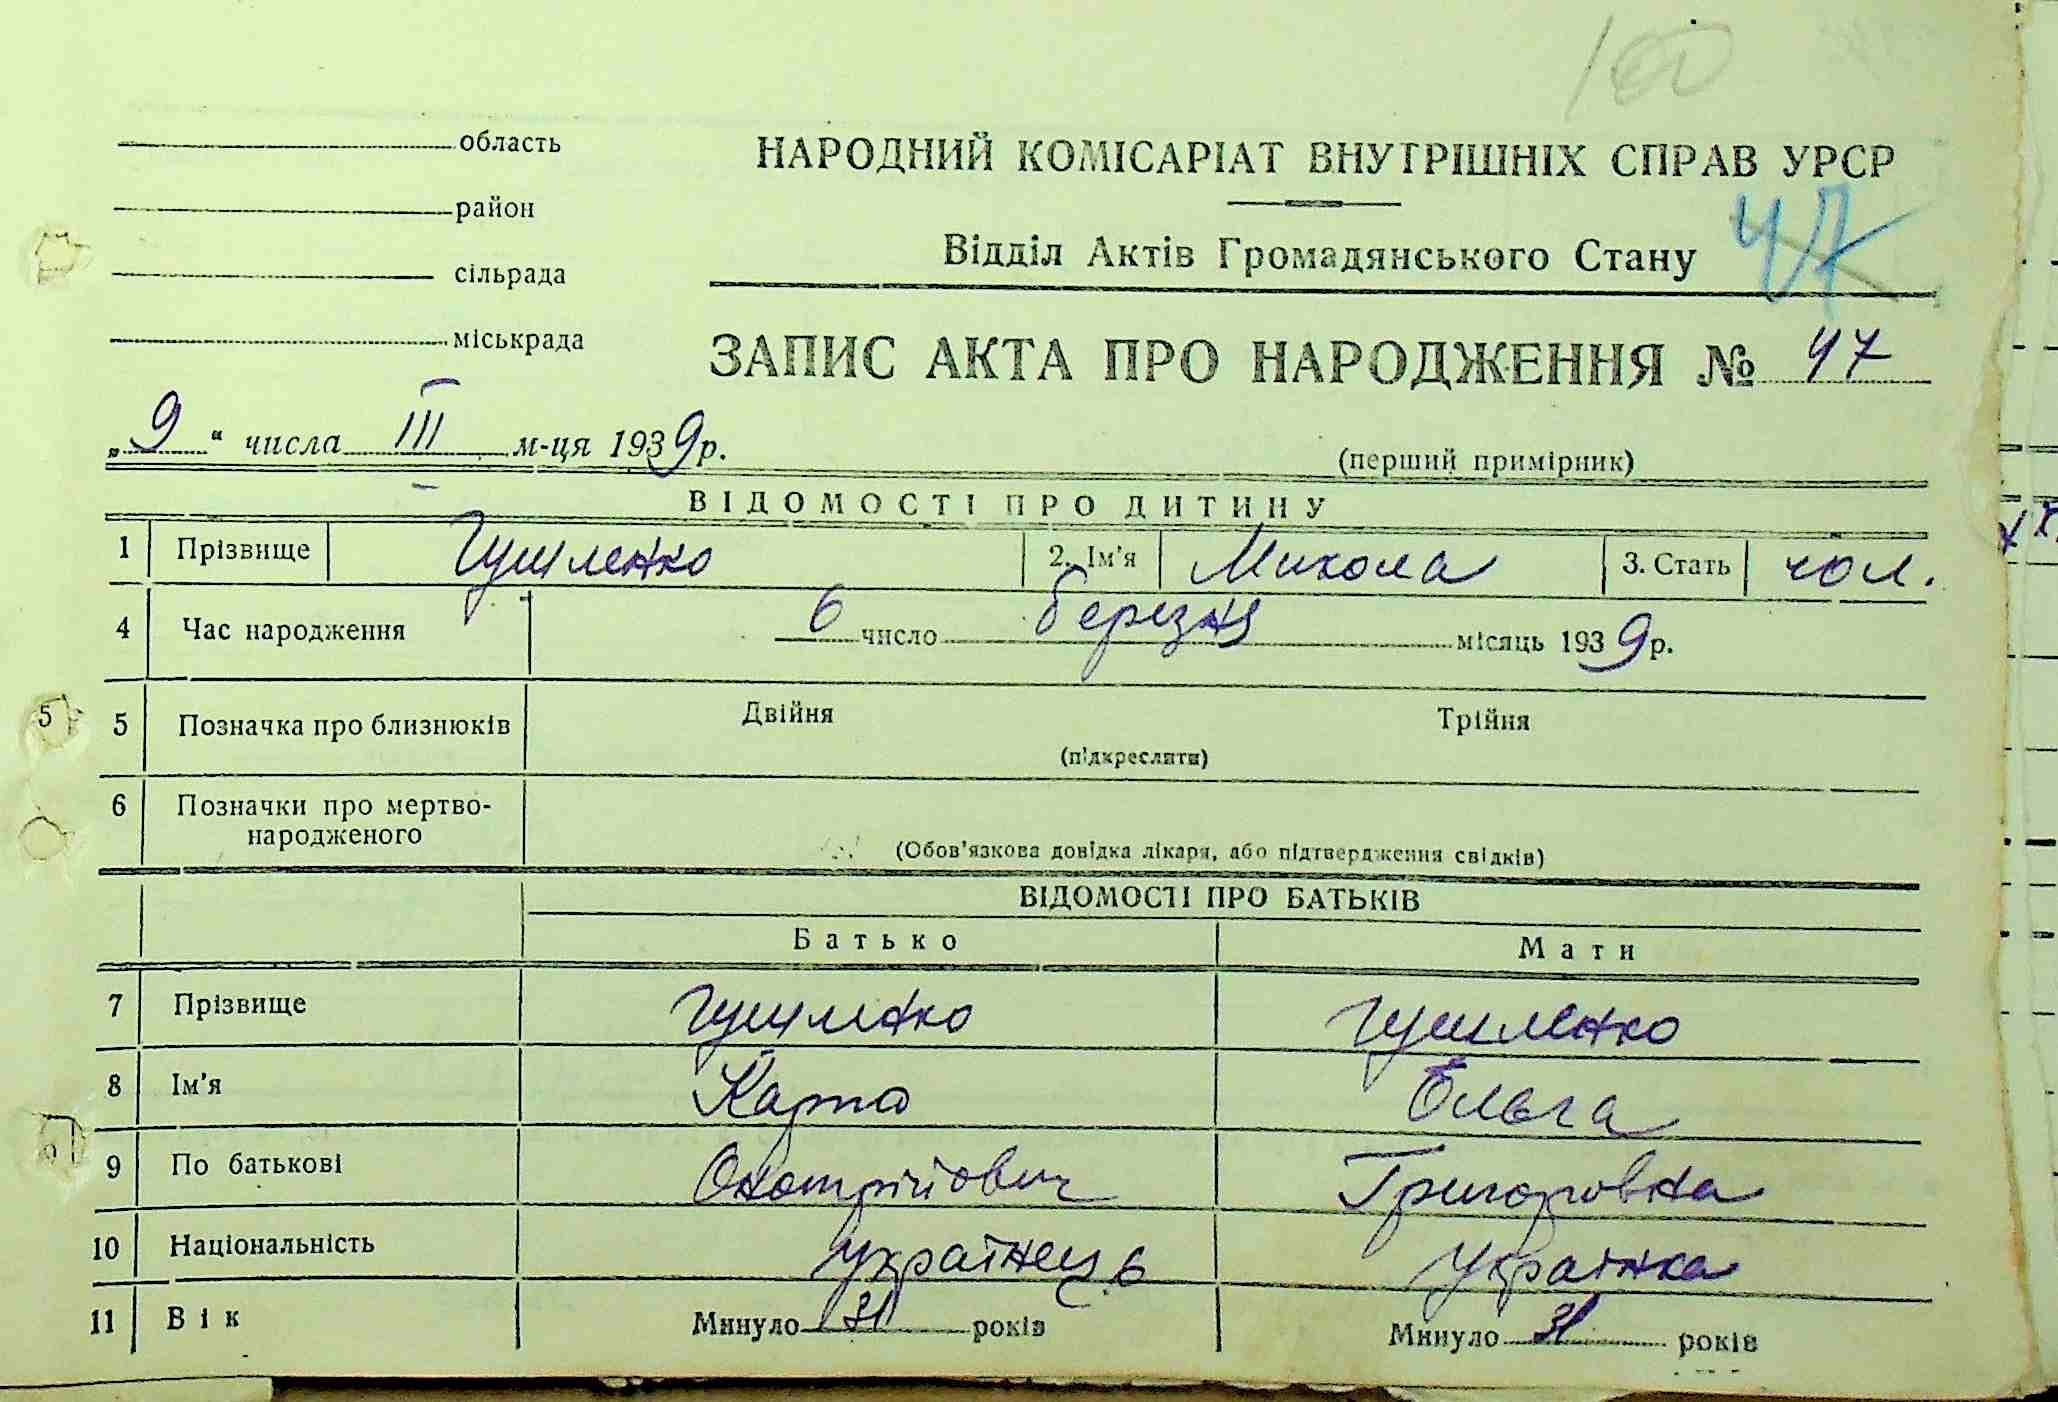 100
область
НАРОДНИЙ КОМІСАРІАТ ВНУТРІШНІХ СПРАВ УРСР
район
47
Відділ Актів Громадянського Стану
сільрада
міськрада
ЗАПИС АКТА ПРО НАРОДЖЕННЯ № 47
„9“ числа III м-ця 1939р.
(перший примірник)
ВІДОМОСТІ ПРО ДИТИНУ
1 Прізвище 2. Ім'я Микола 3. Стать чол.
4 Час народження 6 число березня місяць 1939р.
5 Позначка про близнюків Двійня Трійня
(підкреслити)
6 Позначки про мертво-
народженого
(Обов'язкова довідка лікаря, або підтвердження свідків)
ВІДОМОСТІ ПРО БАТЬКІВ
Батько Мати
7 Прізвище
8 Ім'я Ольга
9 По батькові Григоровна
10 Національність українець українка
11 Вік Минуло 31 років Минуло 31 років